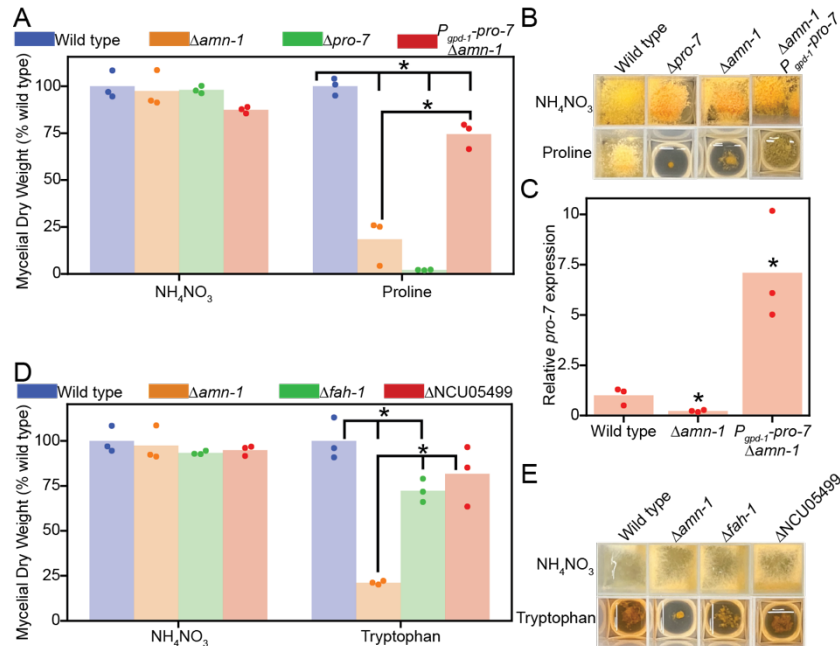 A
Wild type Δamn-1 Δpro-7 Pgpd-1-pro-7 Δamn-1
Mycelial Dry Weight (% wild type)
100
75
50
25
0
* *
NH4NO3 Proline
B
Wild type Δpro-7 Δamn-1 Δamn-1 Pgpd-1-pro-7
NH4NO3
Proline
C
Relative pro-7 expression
10
7.5
5.0
2.5
0
* *
Wild type Δamn-1 Pgpd-1-pro-7
Δamn-1
D
Wild type Δamn-1 Δfah-1 ΔNCU05499
Mycelial Dry Weight (% wild type)
100
75
50
25
0
* *
NH4NO3 Tryptophan
E
Wild type Δamn-1 Δfah-1 ΔNCU05499
NH4NO3
Tryptophan